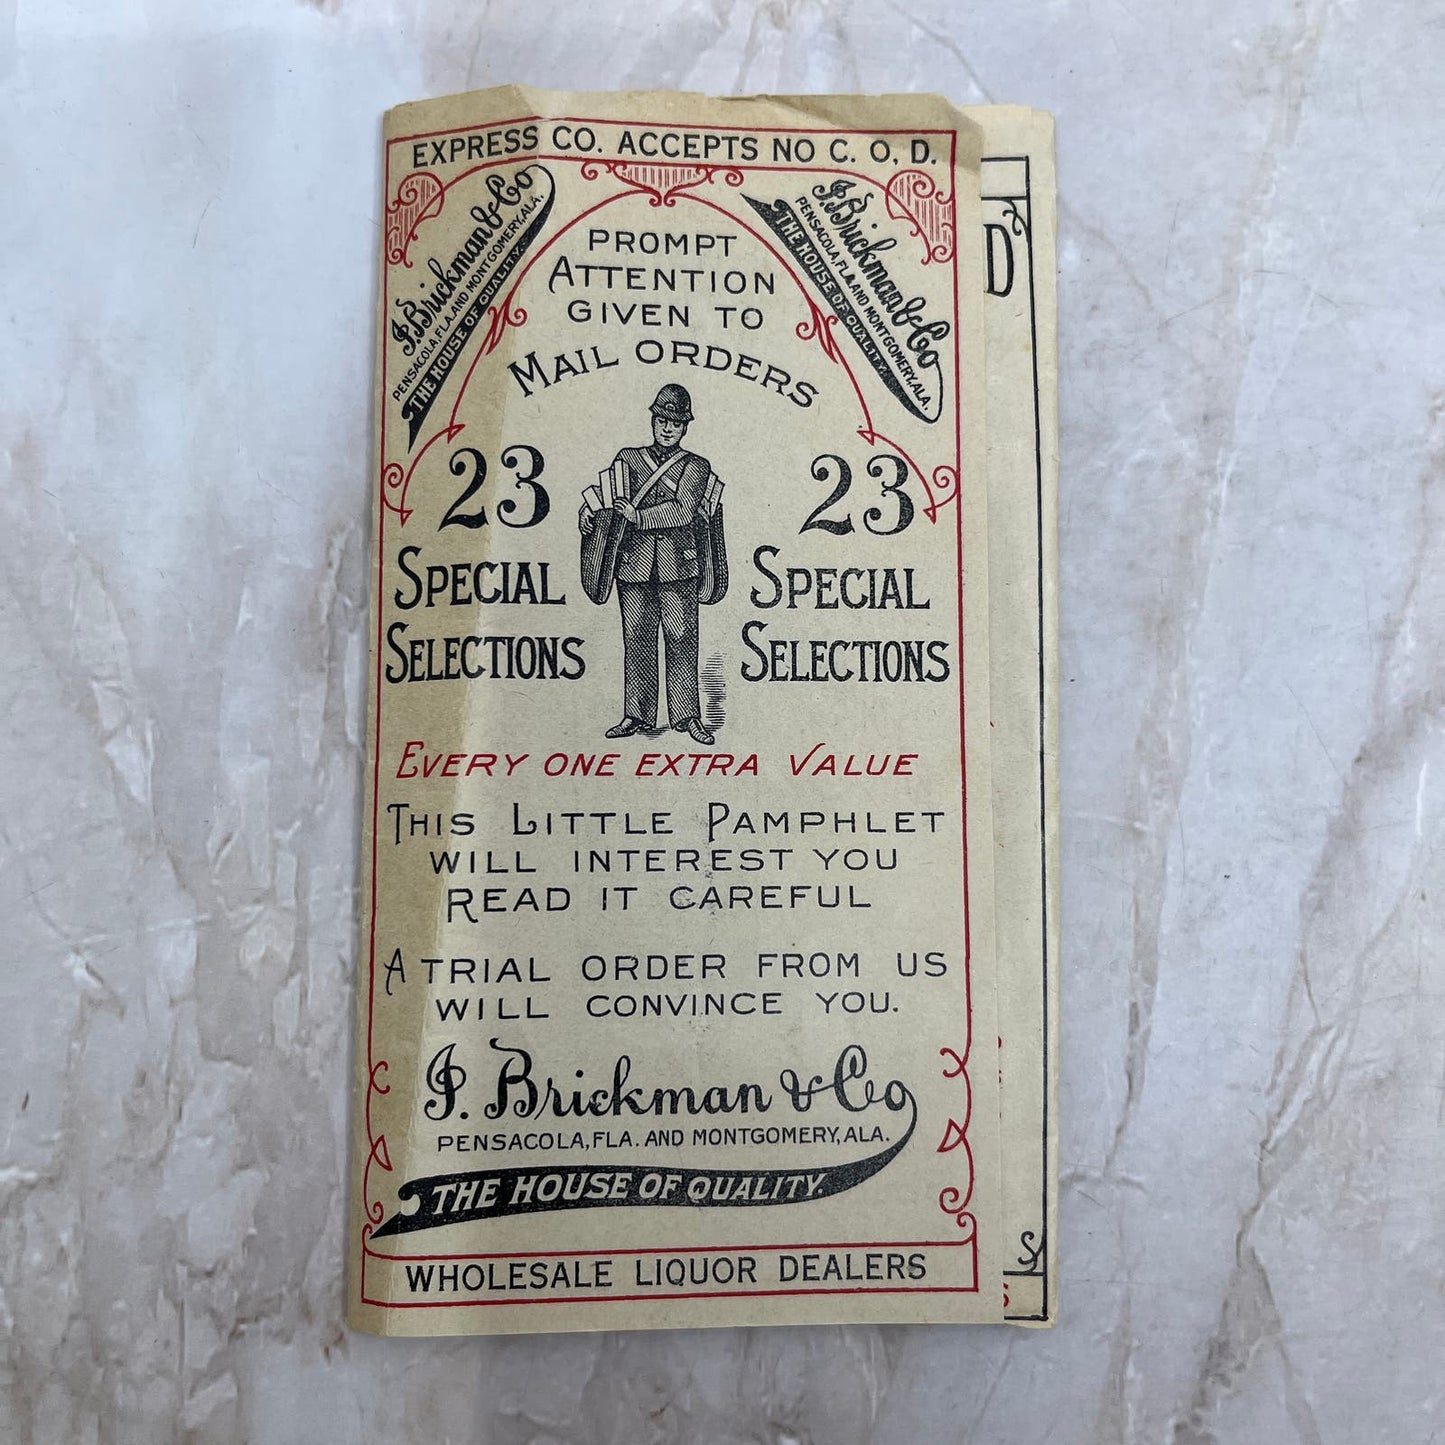 EXPRESS CO. ACCEPTS NO C. O. D.
J. Brickman & Co
PENSACOLA, FLA. AND MONTGOMERY, ALA.
THE HOUSE OF QUALITY.
J. Brickman & Co
PENSACOLA, FLA. AND MONTGOMERY, ALA.
THE HOUSE OF QUALITY.
PROMPT
ATTENTION
GIVEN TO
MAIL ORDERS
23
SPECIAL
SELECTIONS
23
SPECIAL
SELECTIONS
EVERY ONE EXTRA VALUE
THIS LITTLE PAMPHLET
WILL INTEREST YOU
READ IT CAREFUL
A TRIAL ORDER FROM US
WILL CONVINCE YOU.
J. Brickman & Co
PENSACOLA, FLA. AND MONTGOMERY, ALA.
THE HOUSE OF QUALITY.
WHOLESALE LIQUOR DEALERS
D
S